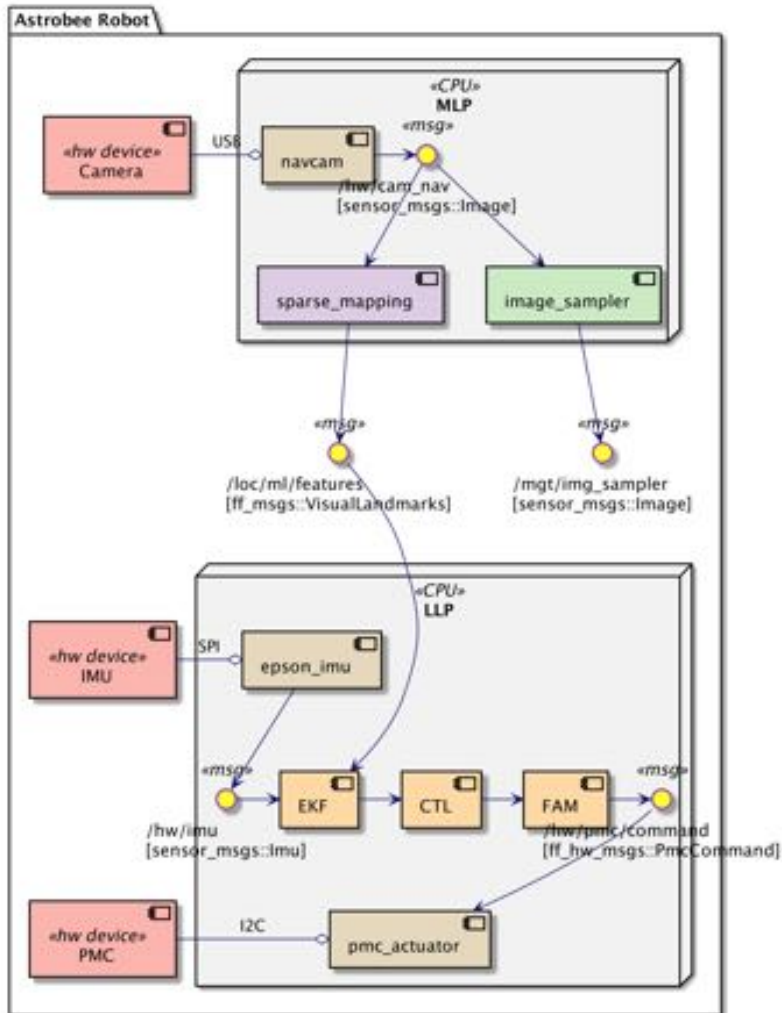 Astrobee Robot
«CPU»
MLP
«msg»
«hw device»
Camera
USB
navcam
/hw/cam_nav
[sensor_msgs::Image]
sparse_mapping
image_sampler
«msg»
«msg»
/loc/ml/features
[ff_msgs::VisualLandmarks]
/mgt/img_sampler
[sensor_msgs::Image]
«CPU»
LLP
«hw device»
IMU
SPI
epson_imu
«msg»
EKF
CTL
FAM
«msg»
/hw/imu
[sensor_msgs::Imu]
/hw/pmc/command
[ff_hw_msgs::PmcCommand]
«hw device»
PMC
I2C
pmc_actuator